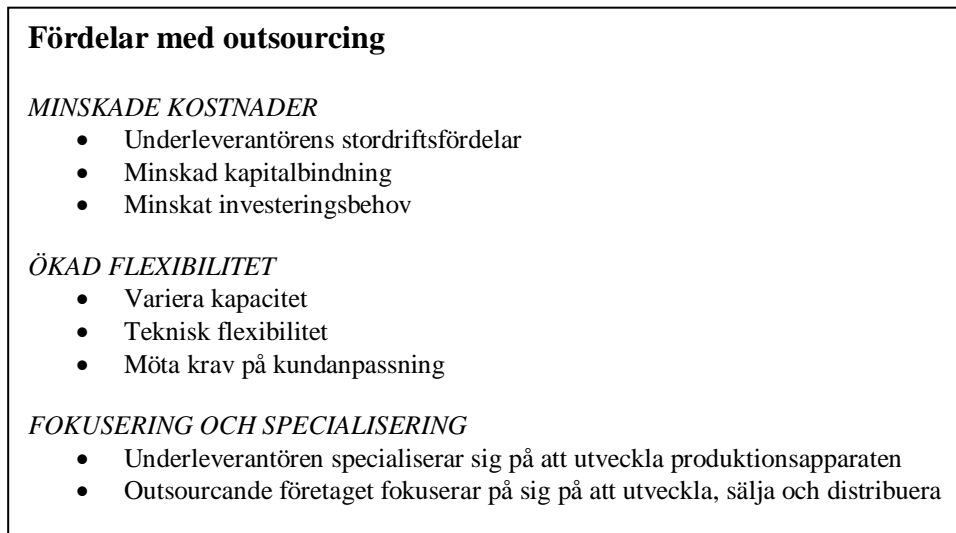 Fördelar med outsourcing
MINSKADE KOSTNADER
• Underleverantörens stordriftsfördelar
• Minskad kapitalbindning
• Minskat investeringsbehov
ÖKAD FLEXIBILITET
• Variera kapacitet
• Teknisk flexibilitet
• Möta krav på kundanpassning
FOKUSERING OCH SPECIALISERING
• Underleverantören specialiserar sig på att utveckla produktionsapparaten
• Outsourcande företaget fokuserar på sig på att utveckla, sälja och distribuera